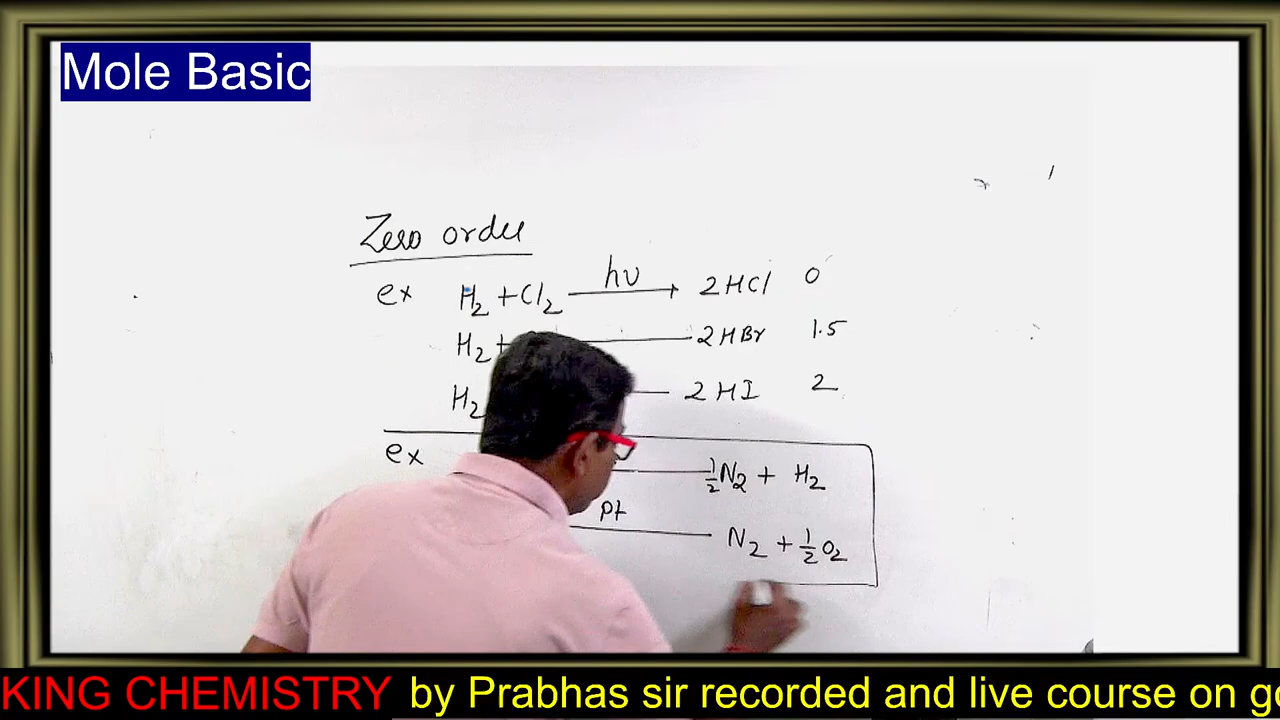 Mole Basic
Zero order
ex H₂ + Cl₂ hν 2HCl 0
H₂ + 2HBr 1.5
H₂ 2HI 2
ex ½N₂ + H₂
Pt N₂ + ½O₂
KING CHEMISTRY by Prabhas sir recorded and live course on go